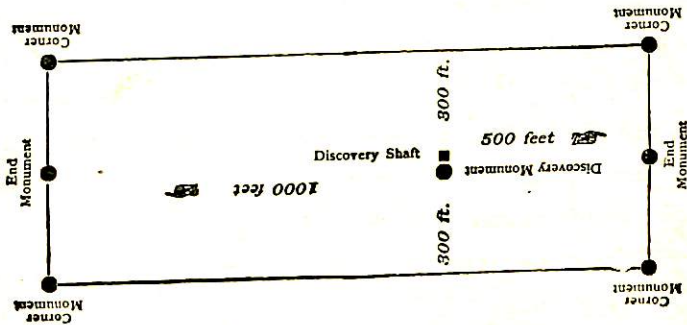 Corner
Monument
Corner
Monument
End
Monument
300 ft.
500 feet
Discovery Shaft
Discovery Monument
End
Monument
1000 feet
300 ft.
Corner
Monument
Corner
Monument